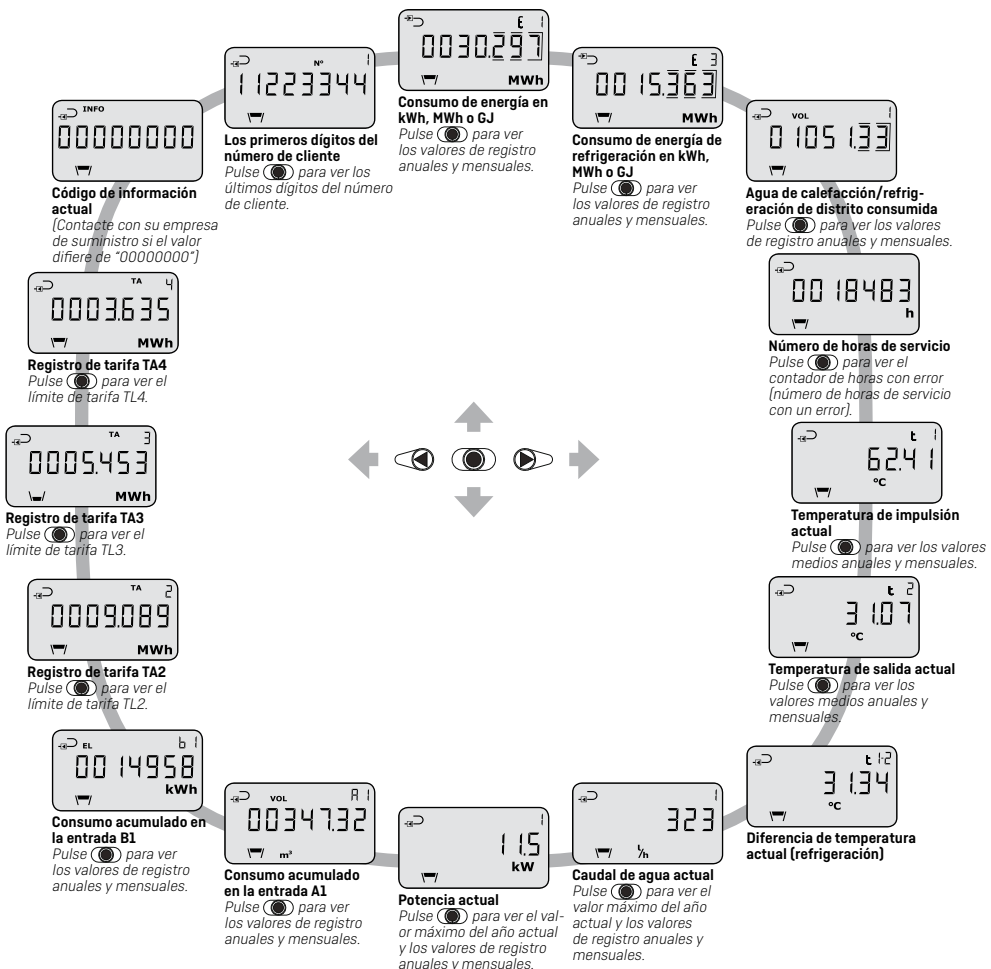 E 1
0030.297
MWh
Consumo de energía en
kWh, MWh o GJ
Pulse para ver
los valores de registro
anuales y mensuales.
E 3
0015.363
MWh
Consumo de energía de
refrigeración en kWh,
MWh o GJ
Pulse para ver
los valores de registro
anuales y mensuales.
VOL 1
01051.33
Agua de calefacción/refrig-
eración de distrito consumida
Pulse para ver los valores
de registro anuales y mensuales.
0018483
h
Número de horas de servicio
Pulse para ver el
contador de horas con error
(número de horas de servicio
con un error).
t 1
62.41
°C
Temperatura de impulsión
actual
Pulse para ver los valores
medios anuales y mensuales.
t 2
31.07
°C
Temperatura de salida actual
Pulse para ver los
valores medios anuales y
mensuales.
t 1-2
31.34
°C
Diferencia de temperatura
actual (refrigeración)
1
323
l/h
Caudal de agua actual
Pulse para ver el
valor máximo del año
actual y los valores
de registro anuales y
mensuales.
1
11.5
kW
Potencia actual
Pulse para ver el val-
or máximo del año actual
y los valores de registro
anuales y mensuales.
VOL A1
00347.32
m³
Consumo acumulado
en la entrada A1
Pulse para ver
los valores de registro
anuales y mensuales.
EL b1
0014958
kWh
Consumo acumulado en
la entrada B1
Pulse para ver
los valores de registro
anuales y mensuales.
TA 2
0009.089
MWh
Registro de tarifa TA2
Pulse para ver el
límite de tarifa TL2.
TA 3
0005.453
MWh
Registro de tarifa TA3
Pulse para ver el
límite de tarifa TL3.
TA 4
0003.635
MWh
Registro de tarifa TA4
Pulse para ver el
límite de tarifa TL4.
INFO
00000000
Código de información
actual
(Contacte con su empresa
de suministro si el valor
difiere de "00000000")
Nº 1
11223344
Los primeros dígitos del
número de cliente
Pulse para ver los
últimos dígitos del número
de cliente.